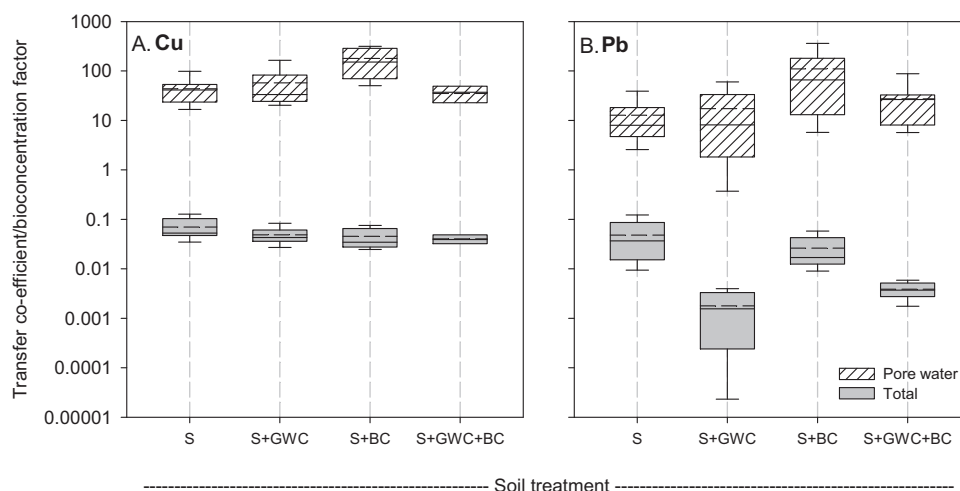 Transfer co-efficient/bioconcentration factor
1000
100
10
1
0.1
0.01
0.001
0.0001
0.00001
A. Cu
S
S+GWC
S+BC
S+GWC+BC
B. Pb
Pore water
Total
S
S+GWC
S+BC
S+GWC+BC
Soil treatment